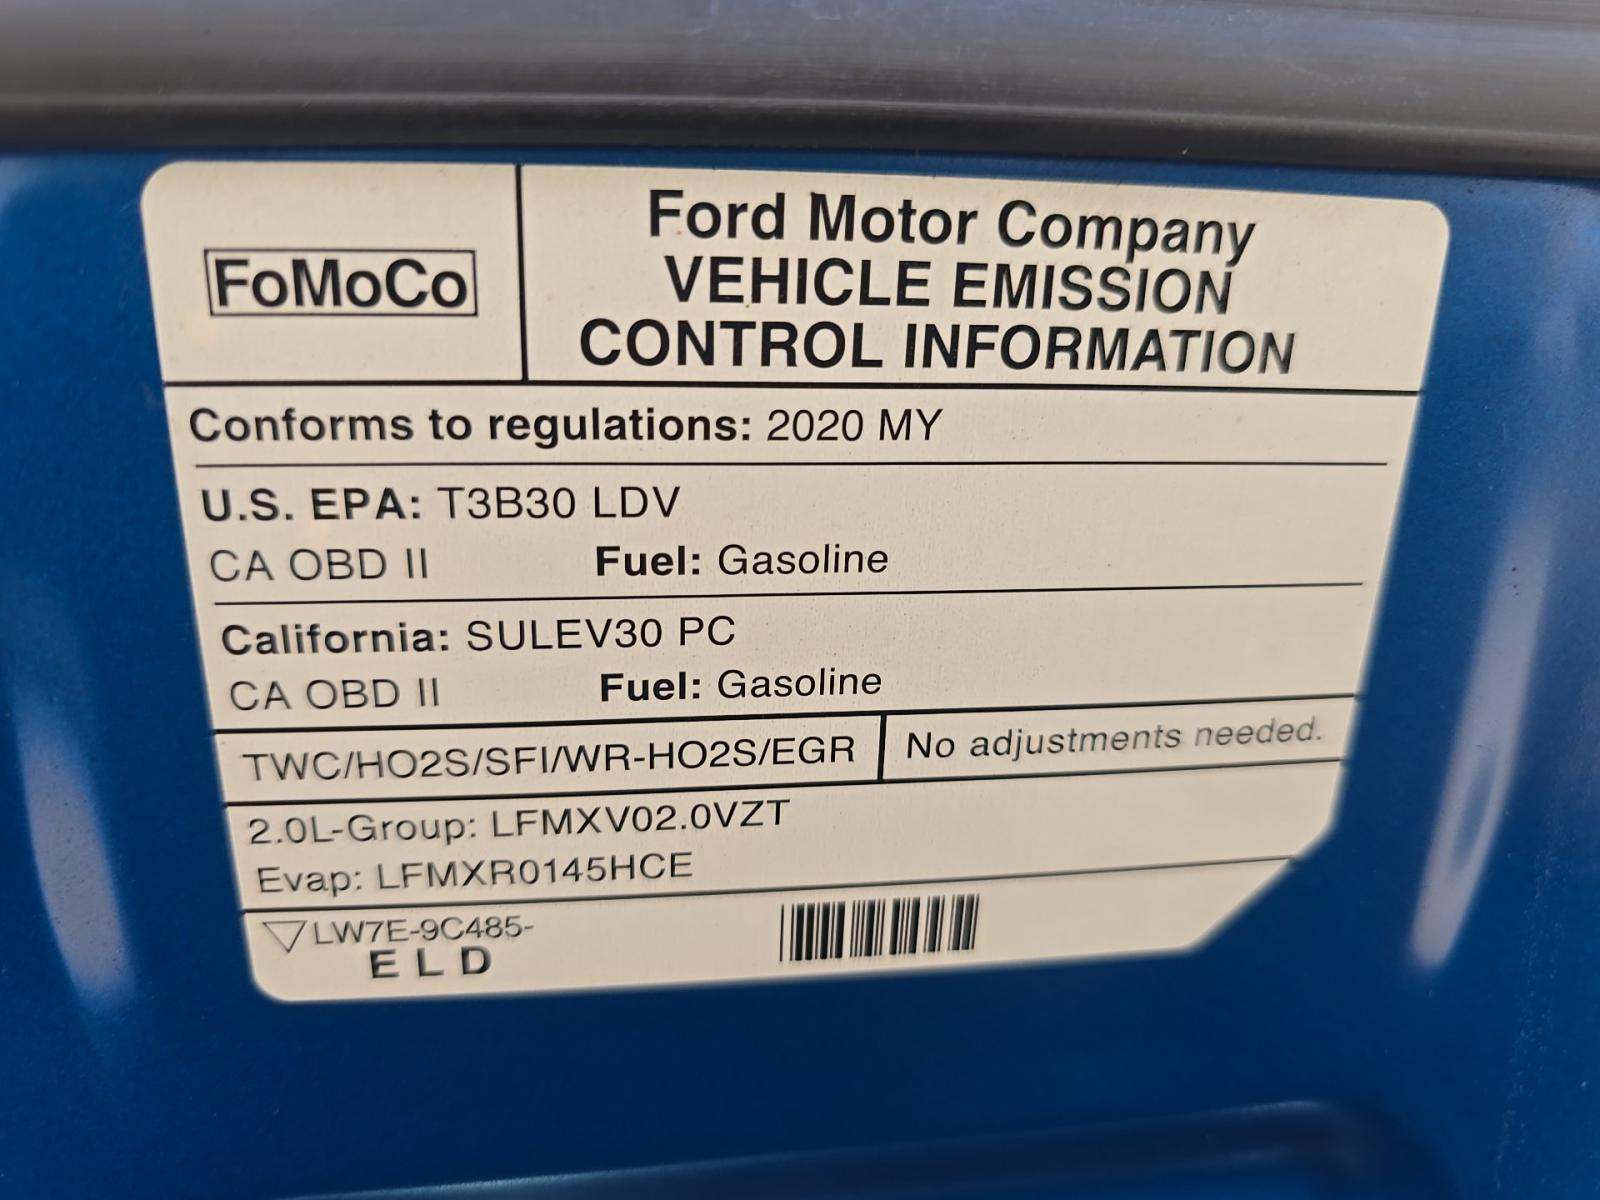 FoMoCo
Ford Motor Company
VEHICLE EMISSION
CONTROL INFORMATION
Conforms to regulations: 2020 MY
U.S. EPA: T3B30 LDV
CA OBD II Fuel: Gasoline
California: SULEV30 PC
CA OBD II Fuel: Gasoline
TWC/HO2S/SFI/WR-HO2S/EGR No adjustments needed.
2.0L-Group: LFMXV02.0VZT
Evap: LFMXR0145HCE
LW7E-9C485-
ELD